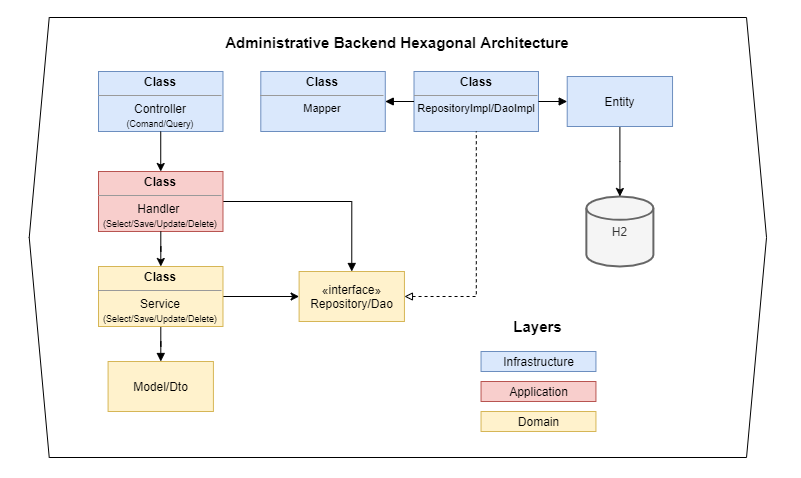 Administrative Backend Hexagonal Architecture
Class
Controller
(Comand/Query)
Class
Mapper
Class
RepositoryImpl/DaoImpl
Entity
Class
Handler
(Select/Save/Update/Delete)
H2
Class
Service
(Select/Save/Update/Delete)
«interface»
Repository/Dao
Model/Dto
Layers
Infrastructure
Application
Domain